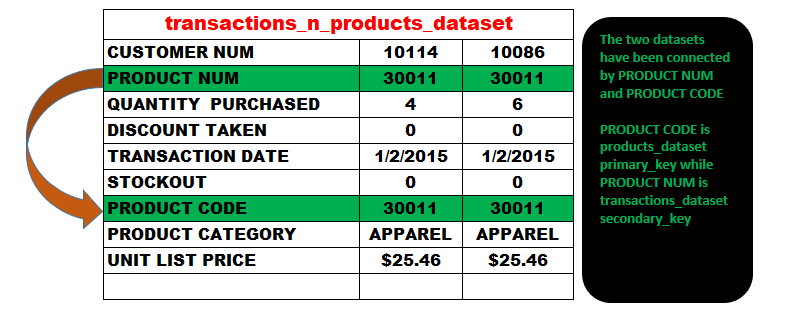 transactions_n_products_dataset
CUSTOMER NUM 10114 10086
PRODUCT NUM 30011 30011
QUANTITY PURCHASED 4 6
DISCOUNT TAKEN 0 0
TRANSACTION DATE 1/2/2015 1/2/2015
STOCKOUT 0 0
PRODUCT CODE 30011 30011
PRODUCT CATEGORY APPAREL APPAREL
UNIT LIST PRICE $25.46 $25.46
The two datasets
have been connected
by PRODUCT NUM
and PRODUCT CODE
PRODUCT CODE is
products_dataset
primary_key while
PRODUCT NUM is
transactions_dataset
secondary_key